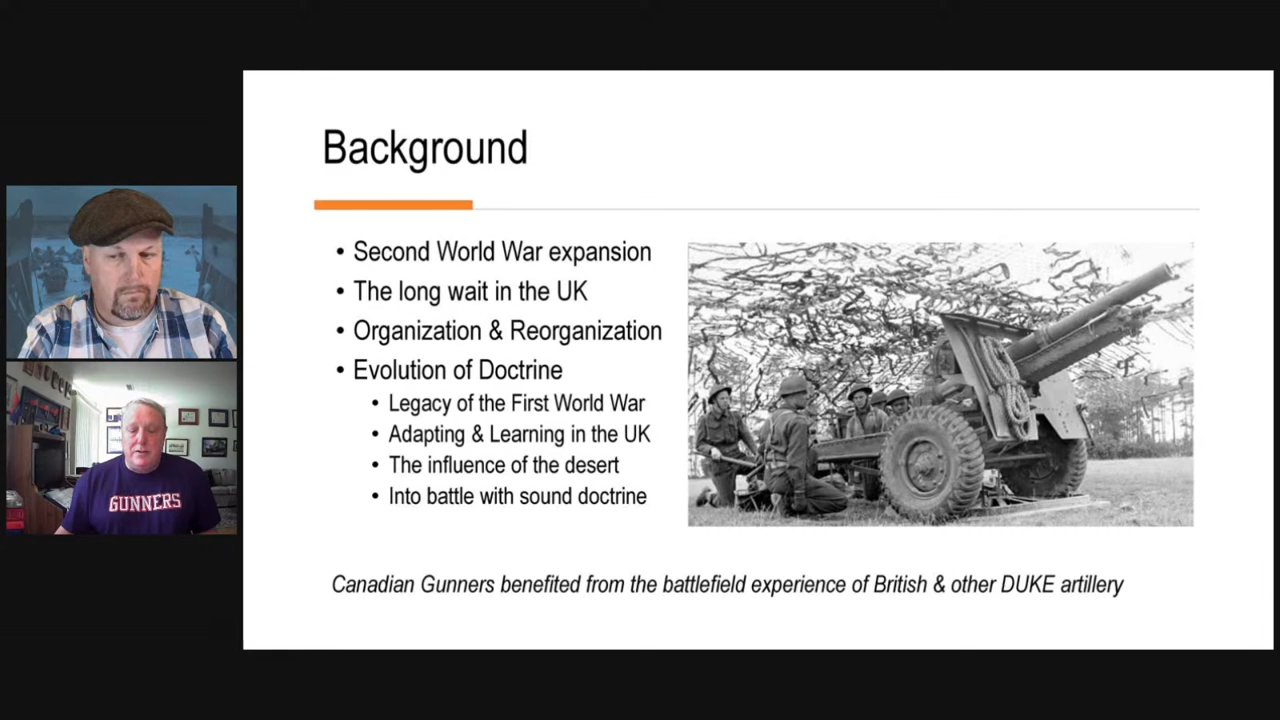 Background
• Second World War expansion
• The long wait in the UK
• Organization & Reorganization
• Evolution of Doctrine
• Legacy of the First World War
• Adapting & Learning in the UK
• The influence of the desert
• Into battle with sound doctrine
Canadian Gunners benefited from the battlefield experience of British & other DUKE artillery
GUNNERS